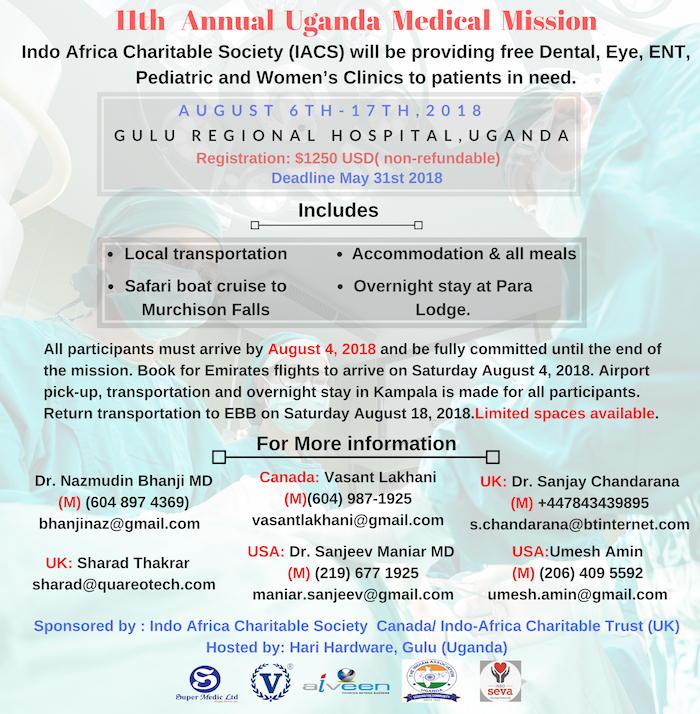 11th Annual Uganda Medical Mission
Indo Africa Charitable Society (IACS) will be providing free Dental, Eye, ENT,
Pediatric and Women's Clinics to patients in need.
AUGUST 6TH-17TH,2018
GULU REGIONAL HOSPITAL,UGANDA
Registration: $1250 USD( non-refundable)
Deadline May 31st 2018
Includes
• Local transportation
• Safari boat cruise to
Murchison Falls
• Accommodation & all meals
• Overnight stay at Para
Lodge.
All participants must arrive by August 4, 2018 and be fully committed until the end of
the mission. Book for Emirates flights to arrive on Saturday August 4, 2018. Airport
pick-up, transportation and overnight stay in Kampala is made for all participants.
Return transportation to EBB on Saturday August 18, 2018.Limited spaces available.
For More information
Dr. Nazmudin Bhanji MD
(M) (604 897 4369)
bhanjinaz@gmail.com
Canada: Vasant Lakhani
(M)(604) 987-1925
vasantlakhani@gmail.com
UK: Dr. Sanjay Chandarana
(M) +447843439895
s.chandarana@btinternet.com
UK: Sharad Thakrar
sharad@quareotech.com
USA: Dr. Sanjeev Maniar MD
(M) (219) 677 1925
maniar.sanjeev@gmail.com
USA:Umesh Amin
(M) (206) 409 5592
umesh.amin@gmail.com
Sponsored by : Indo Africa Charitable Society Canada/ Indo-Africa Charitable Trust (UK)
Hosted by: Hari Hardware, Gulu (Uganda)
Super Medic Ltd
V
aiveen
THE INDIAN ASSOCIATION
UGANDA
seva